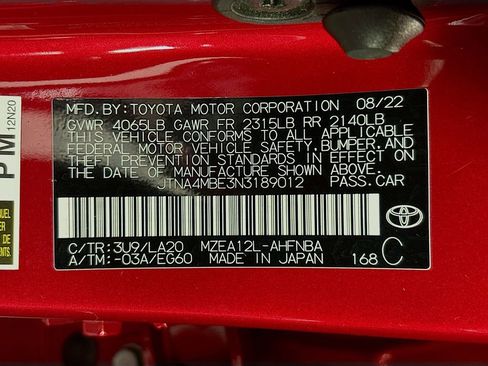 MFD.BY:TOYOTA MOTOR CORPORATION 08/22
GVWR 4065LB GAWR FR 2315LB RR 2140LB
THIS VEHICLE CONFORMS TO ALL APPLICABLE
FEDERAL MOTOR VEHICLE SAFETY,BUMPER,AND
THEFT PREVENTION STANDARDS IN EFFECT ON
THE DATE OF MANUFACTURE SHOWN ABOVE.
JTNA4MBE3N3189012 PASS.CAR
C/TR:3U9/LA20 MZEA12L-AHFNBA
A/TM:-03A/EG60 MADE IN JAPAN 168 C
PM
12N20